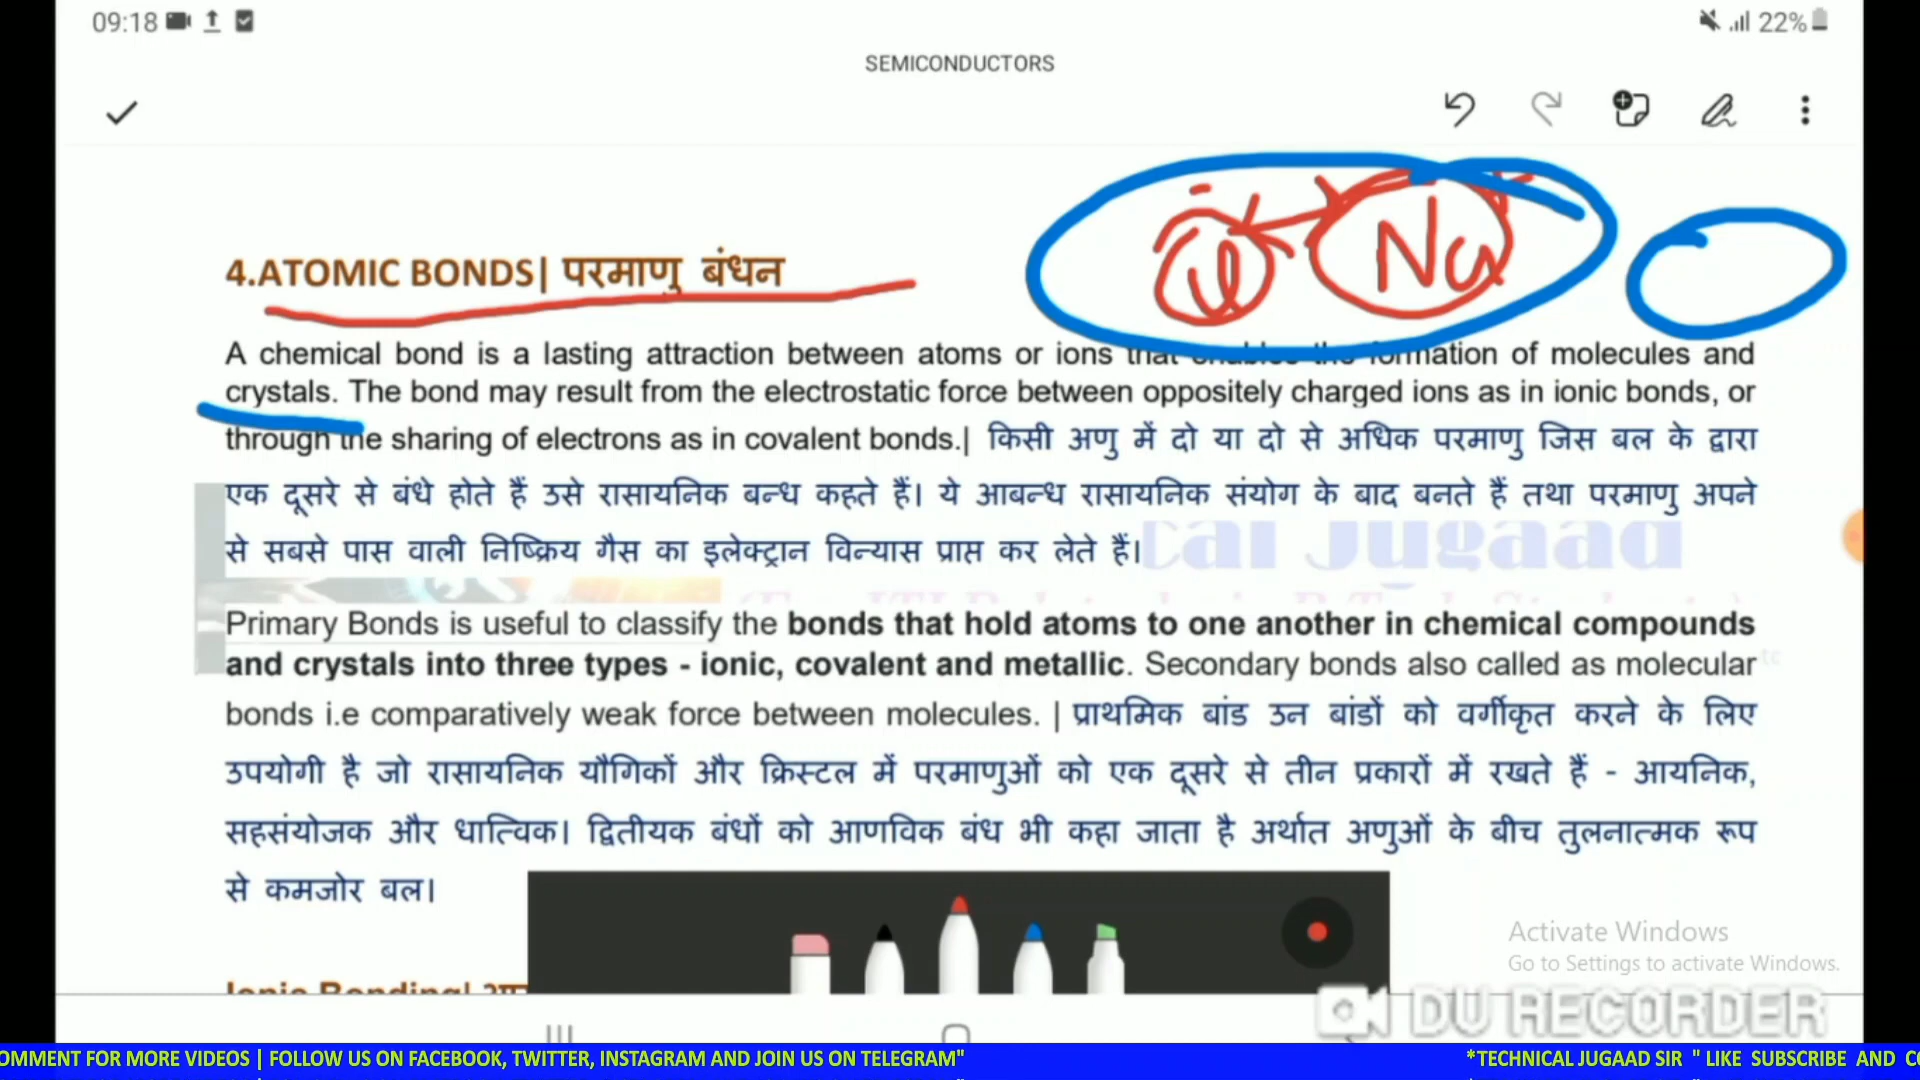 09:18
22%
SEMICONDUCTORS
Cl Na
4.ATOMIC BONDS| परमाणु बंधन
A chemical bond is a lasting attraction between atoms or ions that enables the formation of molecules and
crystals. The bond may result from the electrostatic force between oppositely charged ions as in ionic bonds, or
through the sharing of electrons as in covalent bonds.| किसी अणु में दो या दो से अधिक परमाणु जिस बल के द्वारा
एक दूसरे से बंधे होते हैं उसे रासायनिक बन्ध कहते हैं। ये आबन्ध रासायनिक संयोग के बाद बनते हैं तथा परमाणु अपने
से सबसे पास वाली निष्क्रिय गैस का इलेक्ट्रान विन्यास प्राप्त कर लेते हैं।
cal Jugaad
Primary Bonds is useful to classify the bonds that hold atoms to one another in chemical compounds
and crystals into three types - ionic, covalent and metallic. Secondary bonds also called as molecular
bonds i.e comparatively weak force between molecules. | प्राथमिक बांड उन बांडों को वर्गीकृत करने के लिए
उपयोगी है जो रासायनिक यौगिकों और क्रिस्टल में परमाणुओं को एक दूसरे से तीन प्रकारों में रखते हैं - आयनिक,
सहसंयोजक और धात्विक। द्वितीयक बंधों को आणविक बंध भी कहा जाता है अर्थात अणुओं के बीच तुलनात्मक रूप
से कमजोर बल।
Activate Windows
Go to Settings to activate Windows.
Ionic Bonding|
DU RECORDER
OMMENT FOR MORE VIDEOS | FOLLOW US ON FACEBOOK, TWITTER, INSTAGRAM AND JOIN US ON TELEGRAM" *TECHNICAL JUGAAD SIR " LIKE SUBSCRIBE AND CO